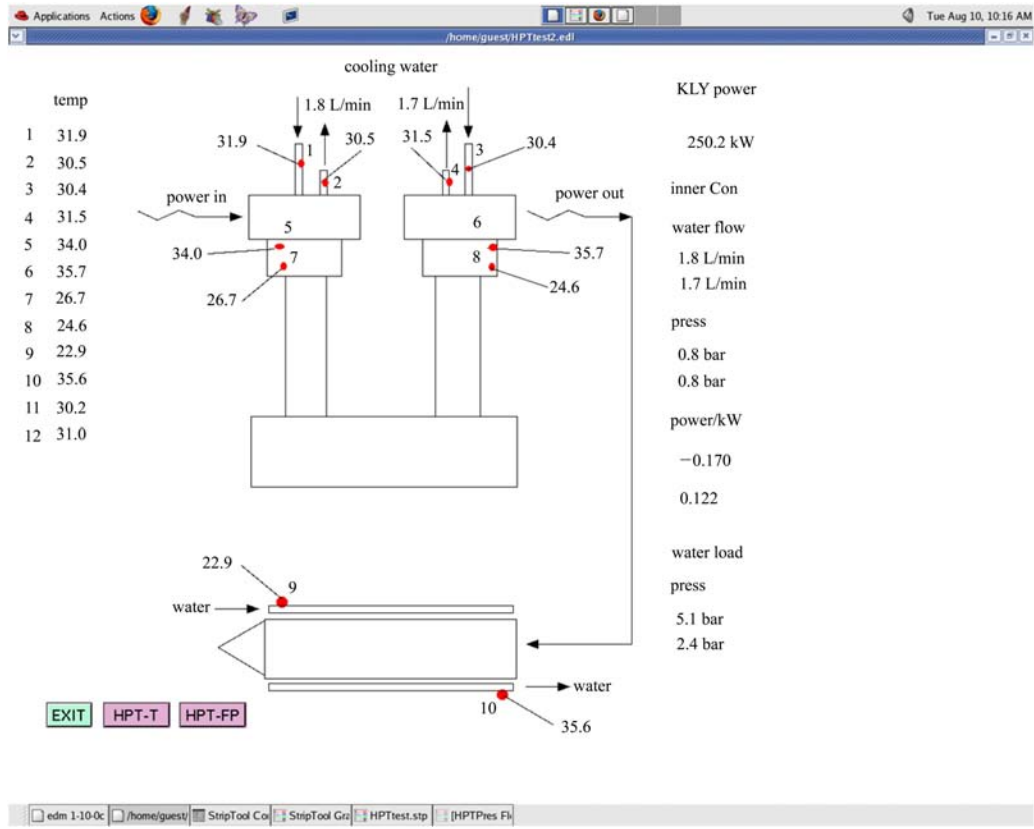 Applications Actions Tue Aug 10, 10:16 AM
/home/guest/HPTtest2.edl
cooling water
KLY power
temp
1.8 L/min 1.7 L/min
1 31.9
31.9 1 30.5 31.5 3 30.4
250.2 kW
2 30.5
2 4
3 30.4
power in power out
inner Con
4 31.5
5 6
water flow
5 34.0
34.0 7 8 35.7
1.8 L/min
6 35.7
1.7 L/min
7 26.7
26.7 24.6
8 24.6
press
9 22.9
0.8 bar
10 35.6
0.8 bar
11 30.2
power/kW
12 31.0
−0.170
0.122
water load
22.9
9
press
water
5.1 bar
2.4 bar
water
10
EXIT HPT-T HPT-FP
35.6
edm 1-10-0c /home/guest/ StripTool Co StripTool Gra HPTtest.stp [HPTPres Fl